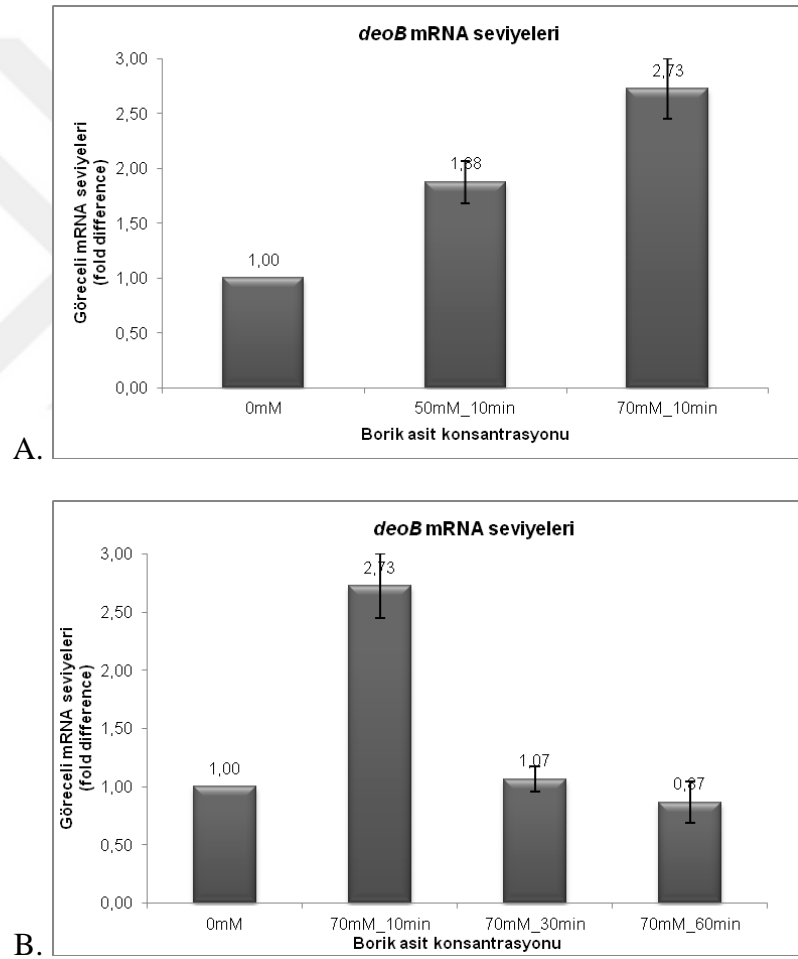 deoB mRNA seviyeleri
Göreceli mRNA seviyeleri
(fold difference)
3,00
2,50
2,00
1,50
1,00
0,50
0,00
1,00
1,88
2,73
0mM
50mM_10min
70mM_10min
Borik asit konsantrasyonu
A.
deoB mRNA seviyeleri
Göreceli mRNA seviyeleri
(fold difference)
3,00
2,50
2,00
1,50
1,00
0,50
0,00
1,00
2,73
1,07
0,87
0mM
70mM_10min
70mM_30min
70mM_60min
Borik asit konsantrasyonu
B.